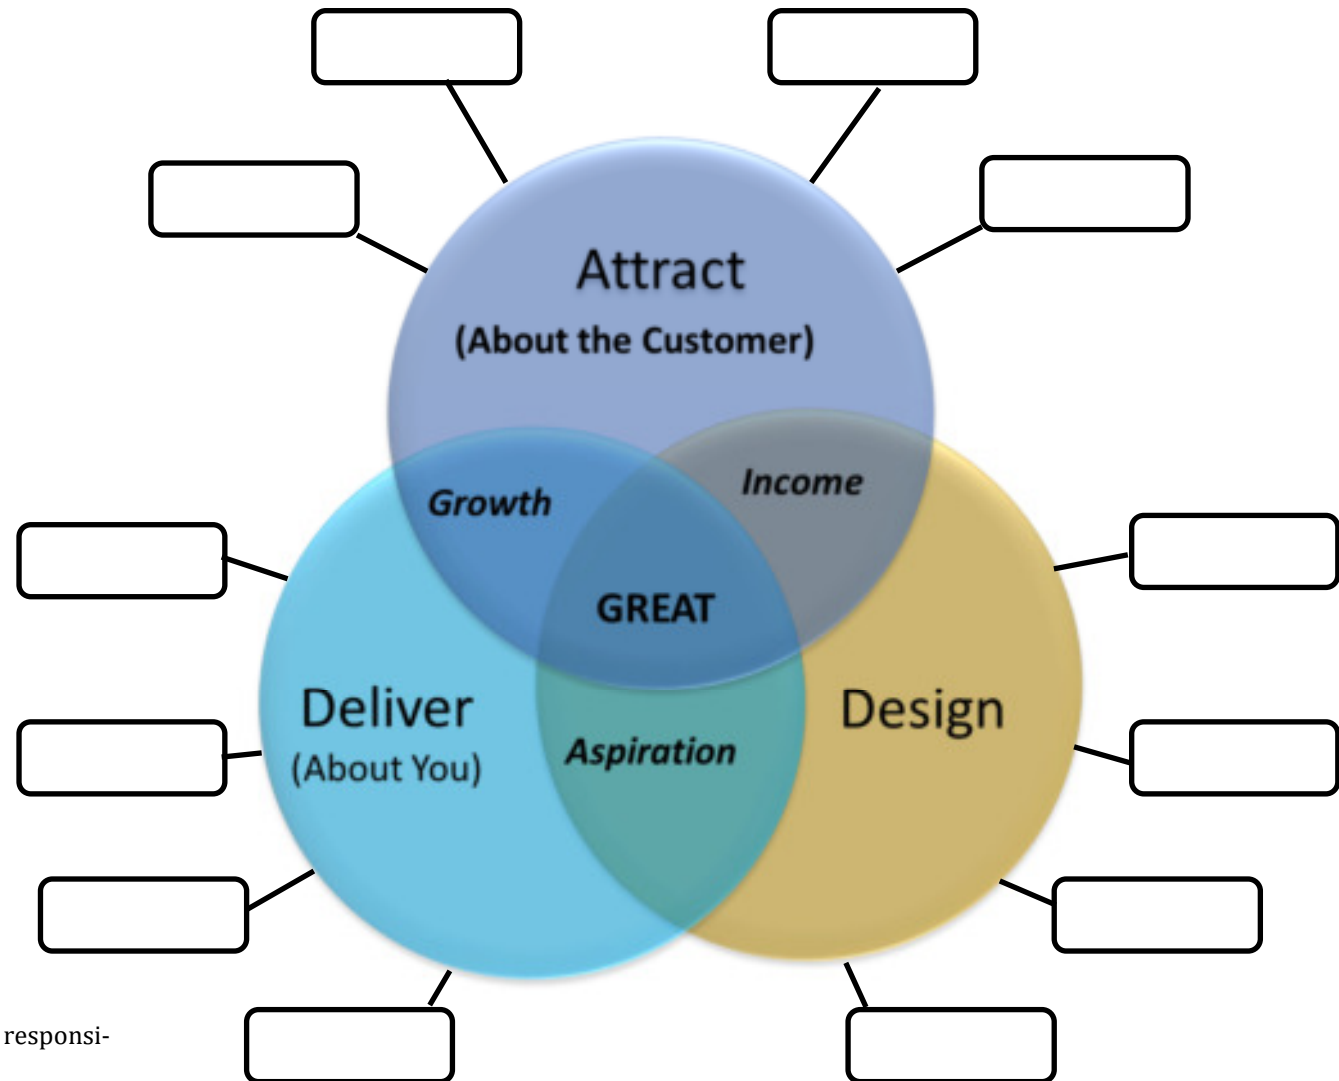 Attract
(About the Customer)
Growth
Income
GREAT
Deliver
(About You)
Aspiration
Design
responsi-